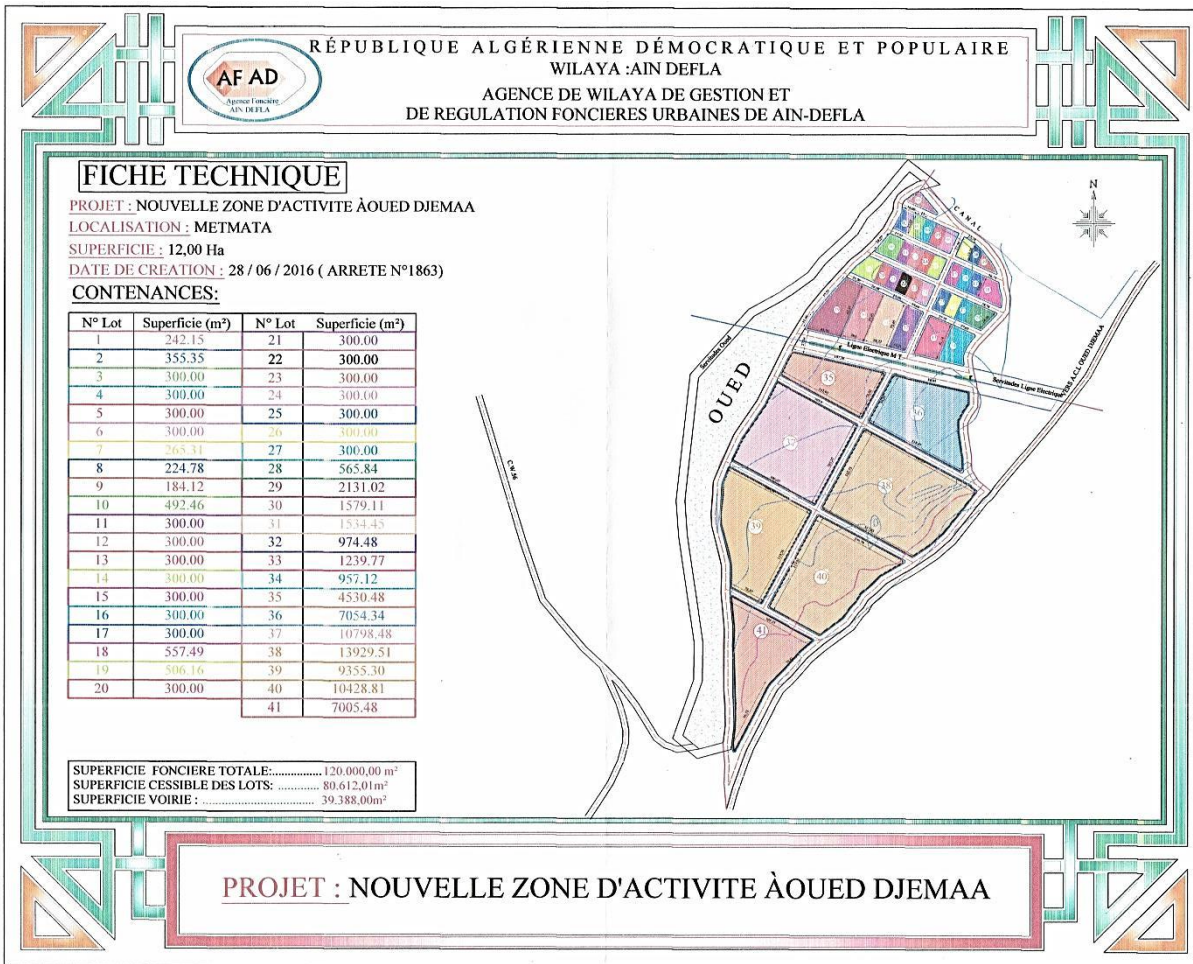 AF AD
Agence Foncière
AIN DEFLA
RÉPUBLIQUE ALGÉRIENNE DÉMOCRATIQUE ET POPULAIRE
WILAYA :AIN DEFLA
AGENCE DE WILAYA DE GESTION ET
DE REGULATION FONCIERES URBAINES DE AIN-DEFLA
FICHE TECHNIQUE
PROJET : NOUVELLE ZONE D'ACTIVITE ÀOUED DJEMAA
LOCALISATION : METMATA
SUPERFICIE : 12,00 Ha
DATE DE CREATION : 28 / 06 / 2016 ( ARRETE N°1863)
CONTENANCES:
N° Lot Superficie (m²) N° Lot Superficie (m²)
1 242.15 21 300.00
2 355.35 22 300.00
3 300.00 23 300.00
4 300.00 24 300.00
5 300.00 25 300.00
6 300.00 26 300.00
7 265.31 27 300.00
8 224.78 28 565.84
9 184.12 29 2131.02
10 492.46 30 1579.11
11 300.00 31 1534.45
12 300.00 32 974.48
13 300.00 33 1239.77
14 300.00 34 957.12
15 300.00 35 4530.48
16 300.00 36 7054.34
17 300.00 37 10798.48
18 557.49 38 13929.51
19 506.16 39 9355.30
20 300.00 40 10428.81
41 7005.48
SUPERFICIE FONCIERE TOTALE:............... 120.000,00 m²
SUPERFICIE CESSIBLE DES LOTS: ............ 80.612,01m²
SUPERFICIE VOIRIE : ................................ 39.388,00m²
N
CANAL
Servitudes Oued
OUED
Ligne Electrique M T
Servitudes Ligne Electrique
VERS A.C.L OUED DJEMAA
C.W.56
35
36
37
38
39
40
41
PROJET : NOUVELLE ZONE D'ACTIVITE ÀOUED DJEMAA